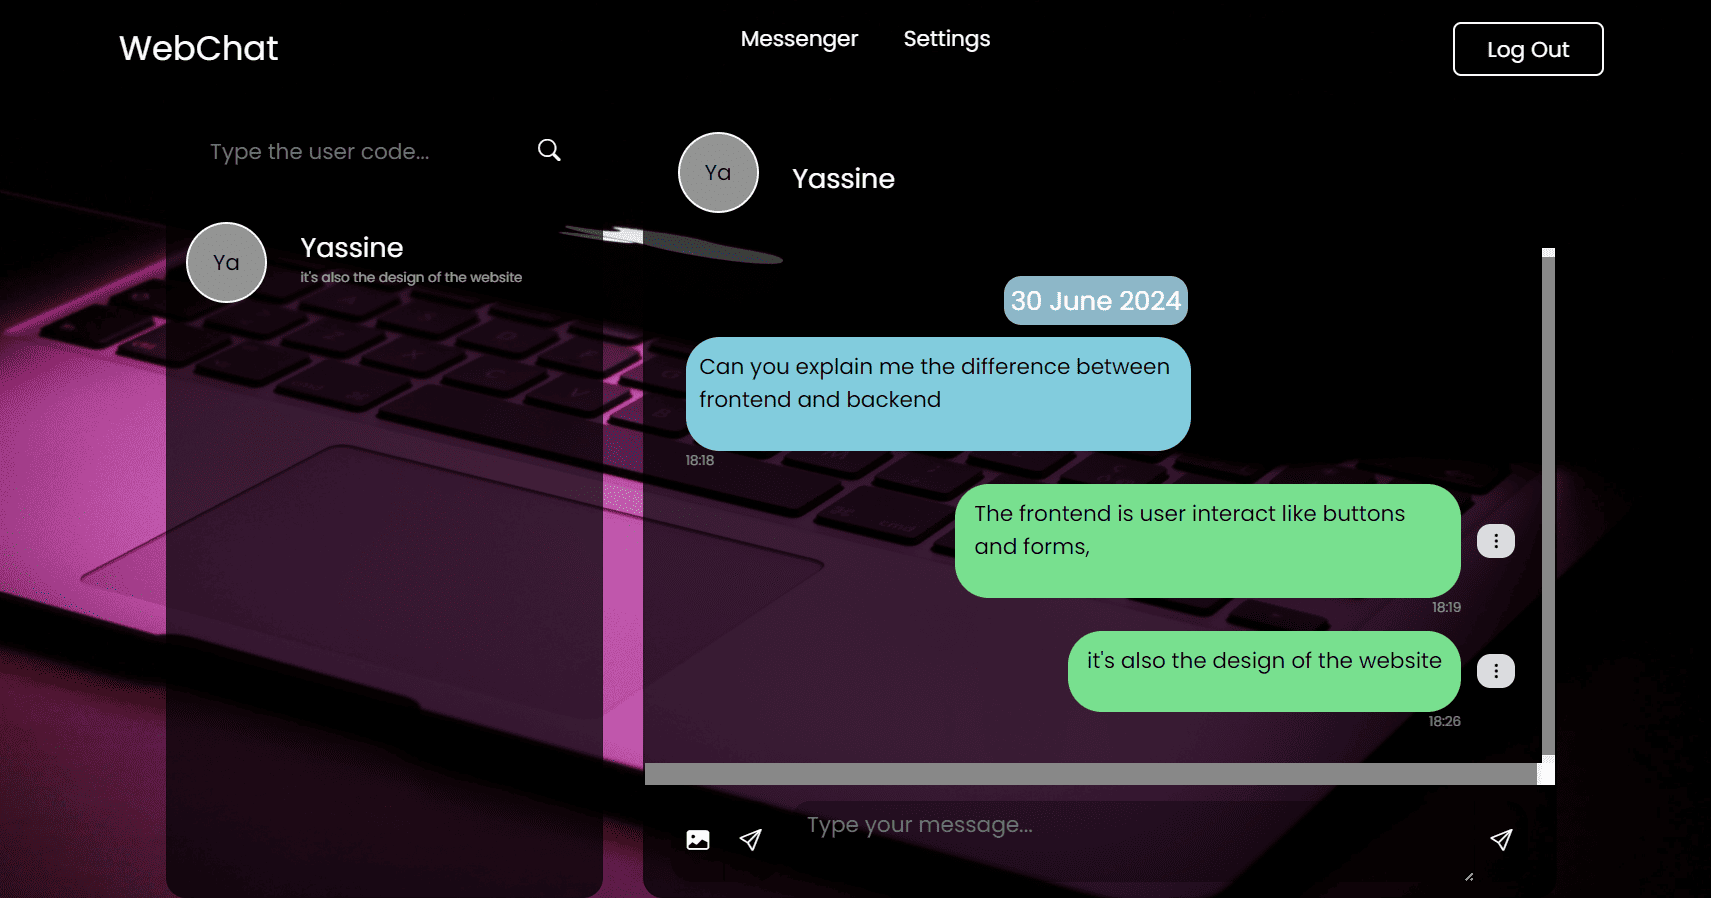 WebChat
Messenger
Settings
Log Out
Type the user code...
Ya
Yassine
it's also the design of the website
Ya
Yassine
30 June 2024
Can you explain me the difference between
frontend and backend
18:18
The frontend is user interact like buttons
and forms,
18:19
it's also the design of the website
18:26
Type your message...